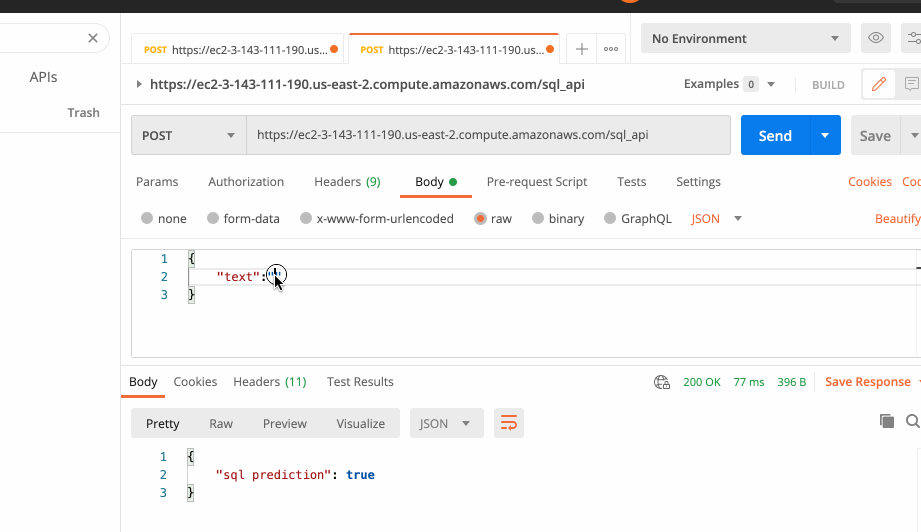 POST https://ec2-3-143-111-190.us... POST https://ec2-3-143-111-190.us... No Environment
APIs
Trash
https://ec2-3-143-111-190.us-east-2.compute.amazonaws.com/sql_api Examples 0 BUILD
POST https://ec2-3-143-111-190.us-east-2.compute.amazonaws.com/sql_api Send Save
Params Authorization Headers (9) Body Pre-request Script Tests Settings Cookies Coo
none form-data x-www-form-urlencoded raw binary GraphQL JSON Beautify
1 {
2 "text":""
3 }
Body Cookies Headers (11) Test Results 200 OK 77 ms 396 B Save Response
Pretty Raw Preview Visualize JSON
1 {
2 "sql prediction": true
3 }